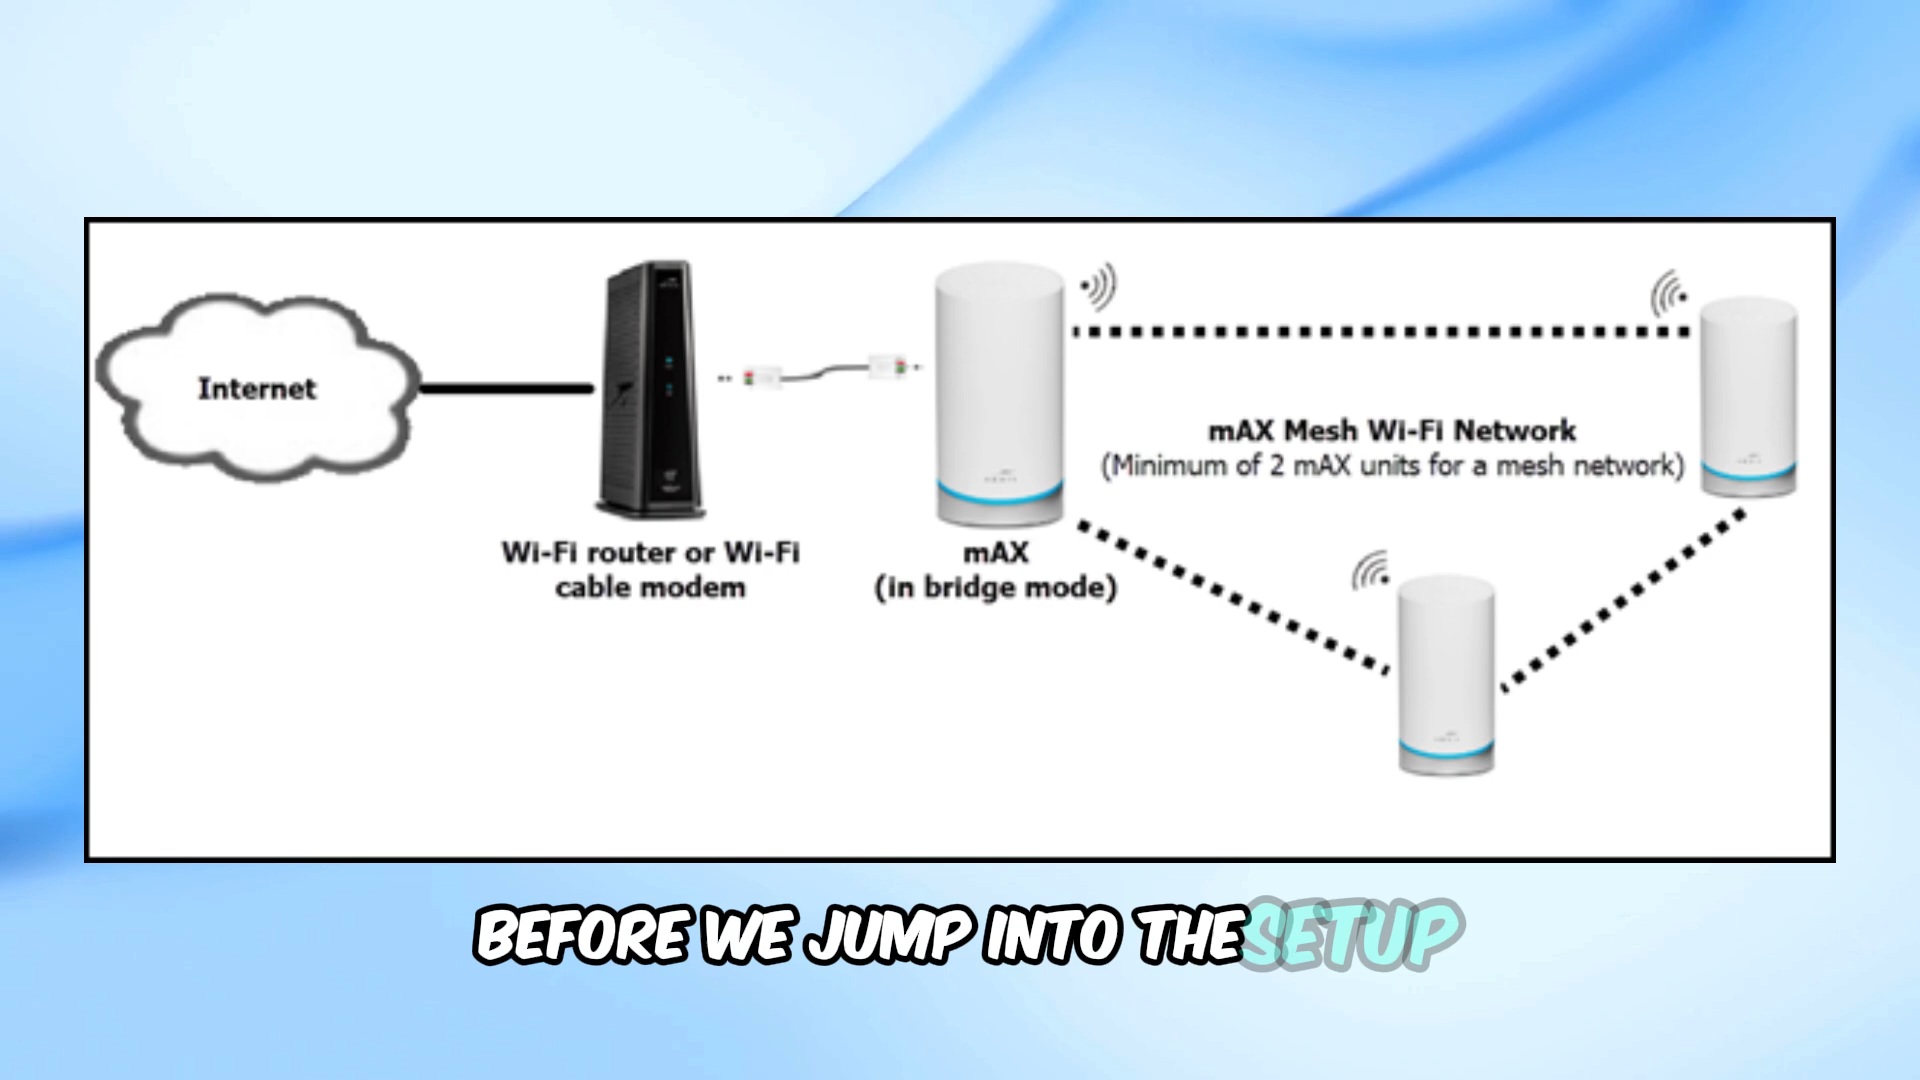 Internet
Wi-Fi router or Wi-Fi
cable modem
mAX
(in bridge mode)
mAX Mesh Wi-Fi Network
(Minimum of 2 mAX units for a mesh network)
BEFORE WE JUMP INTO THE SETUP